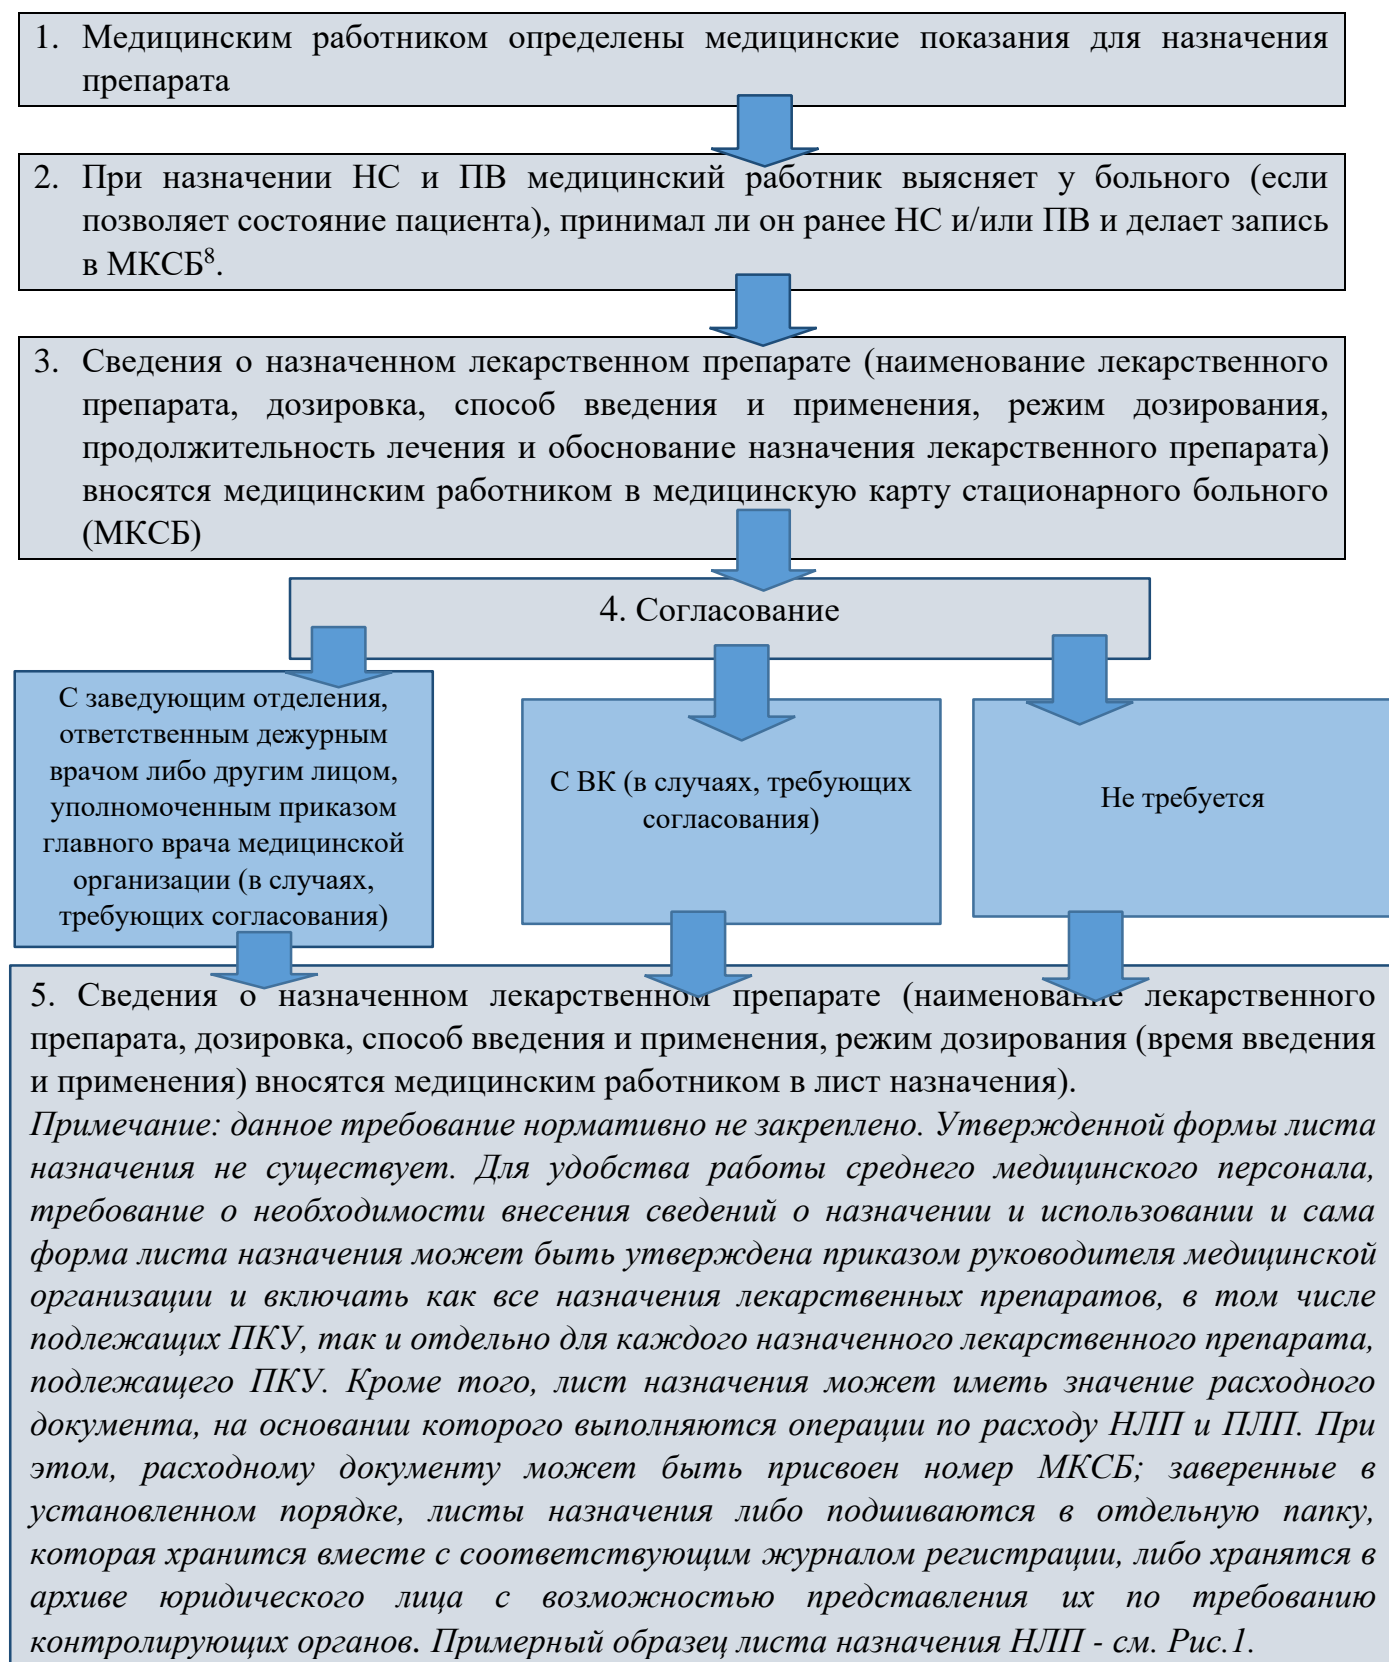 1. Медицинским работником определены медицинские показания для назначения
препарата
2. При назначении НС и ПВ медицинский работник выясняет у больного (если
позволяет состояние пациента), принимал ли он ранее НС и/или ПВ и делает запись
в МКСБ⁸.
3. Сведения о назначенном лекарственном препарате (наименование лекарственного
препарата, дозировка, способ введения и применения, режим дозирования,
продолжительность лечения и обоснование назначения лекарственного препарата)
вносятся медицинским работником в медицинскую карту стационарного больного
(МКСБ)
4. Согласование
С заведующим отделения,
ответственным дежурным
врачом либо другим лицом,
уполномоченным приказом
главного врача медицинской
организации (в случаях,
требующих согласования)
С ВК (в случаях, требующих
согласования)
Не требуется
5. Сведения о назначенном лекарственном препарате (наименование лекарственного
препарата, дозировка, способ введения и применения, режим дозирования (время введения
и применения) вносятся медицинским работником в лист назначения).
Примечание: данное требование нормативно не закреплено. Утвержденной формы листа
назначения не существует. Для удобства работы среднего медицинского персонала,
требование о необходимости внесения сведений о назначении и использовании и сама
форма листа назначения может быть утверждена приказом руководителя медицинской
организации и включать как все назначения лекарственных препаратов, в том числе
подлежащих ПКУ, так и отдельно для каждого назначенного лекарственного препарата,
подлежащего ПКУ. Кроме того, лист назначения может иметь значение расходного
документа, на основании которого выполняются операции по расходу НЛП и ПЛП. При
этом, расходному документу может быть присвоен номер МКСБ; заверенные в
установленном порядке, листы назначения либо подшиваются в отдельную папку,
которая хранится вместе с соответствующим журналом регистрации, либо хранятся в
архиве юридического лица с возможностью представления их по требованию
контролирующих органов. Примерный образец листа назначения НЛП - см. Рис.1.